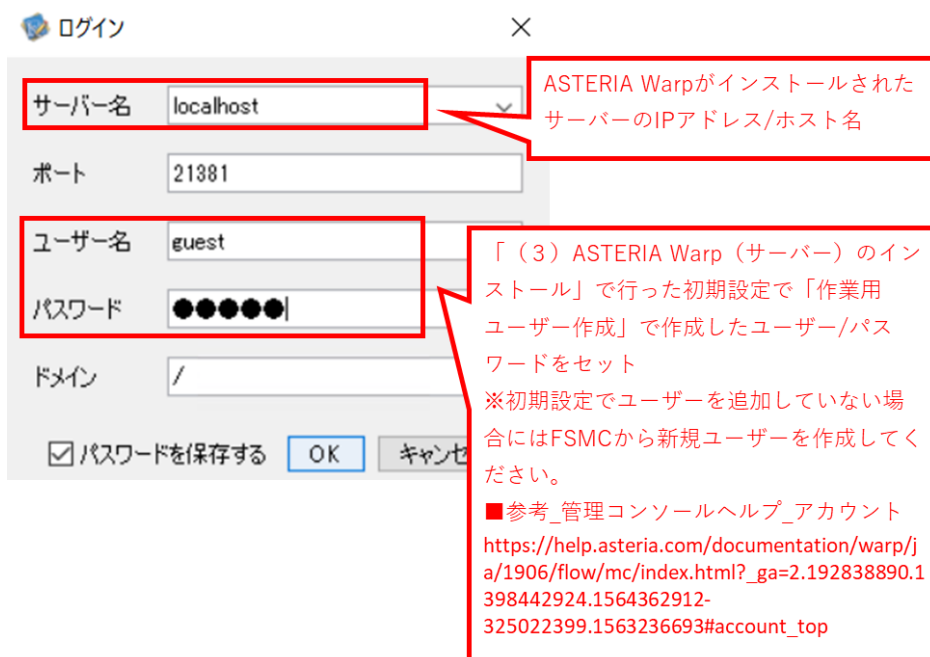 ログイン
サーバー名
localhost
ASTERIA Warpがインストールされた
サーバーのIPアドレス/ホスト名
ポート
21381
ユーザー名
guest
パスワード
●●●●●
ドメイン
/
パスワードを保存する
OK
キャンセ
「(3)ASTERIA Warp(サーバー)のイン
ストール」で行った初期設定で「作業用
ユーザー作成」で作成したユーザー/パス
ワードをセット
※初期設定でユーザーを追加していない場
合にはFSMCから新規ユーザーを作成してく
ださい。
■参考_管理コンソールヘルプ_アカウント
https://help.asteria.com/documentation/warp/j
a/1906/flow/mc/index.html?_ga=2.192838890.1
398442924.1564362912-
325022399.1563236693#account_top